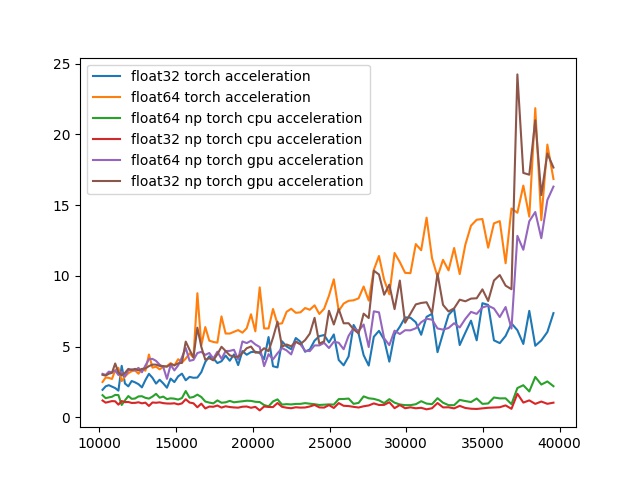 25
20
15
10
5
0
float32 torch acceleration
float64 torch acceleration
float64 np torch cpu acceleration
float32 np torch cpu acceleration
float64 np torch gpu acceleration
float32 np torch gpu acceleration
10000 15000 20000 25000 30000 35000 40000